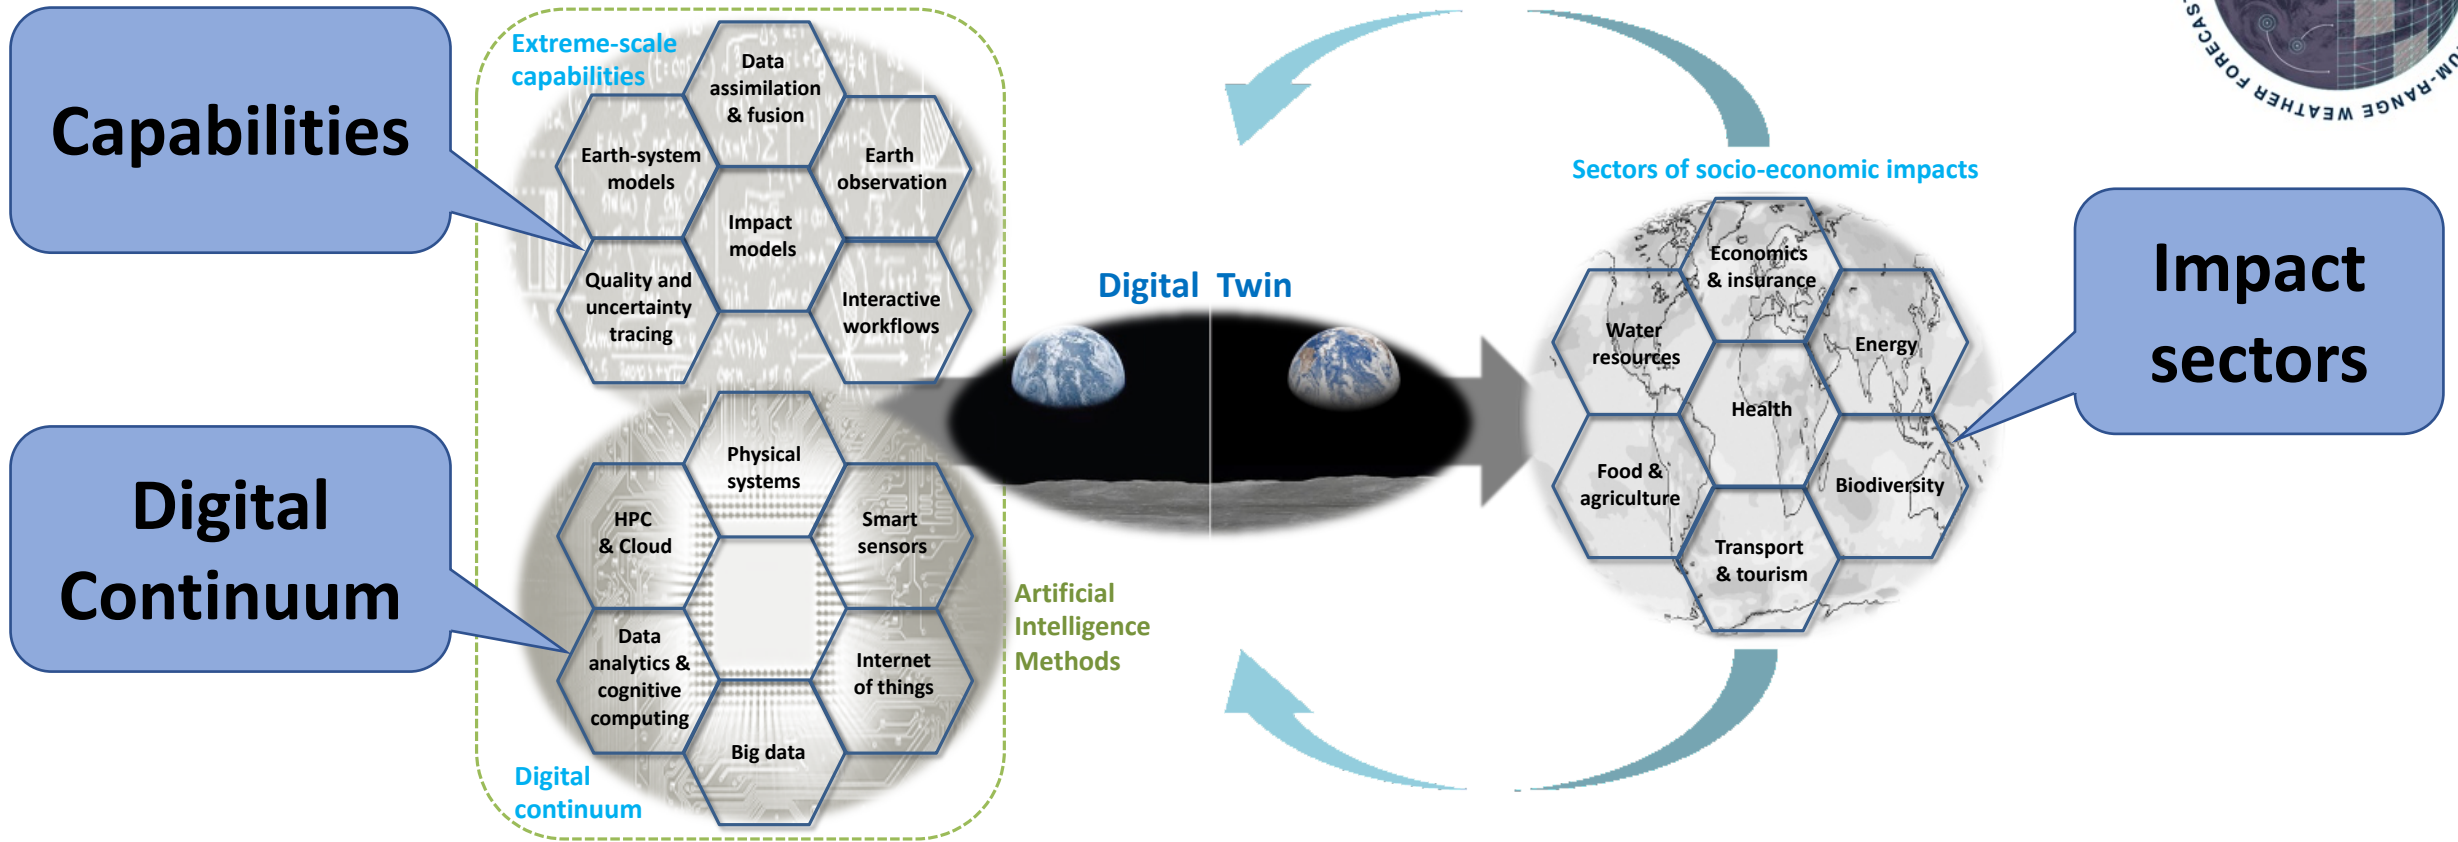 Capabilities
Extreme-scale
capabilities
Data
assimilation
& fusion
Earth-system
models
Earth
observation
Impact
models
Quality and
uncertainty
tracing
Interactive
workflows
Digital
Continuum
Physical
systems
HPC
& Cloud
Smart
sensors
Data
analytics &
cognitive
computing
Internet
of things
Big data
Digital
continuum
Artificial
Intelligence
Methods
Digital Twin
Sectors of socio-economic impacts
Economics
& insurance
Water
resources
Energy
Health
Food &
agriculture
Biodiversity
Transport
& tourism
Impact
sectors
-RANGE WEATHER